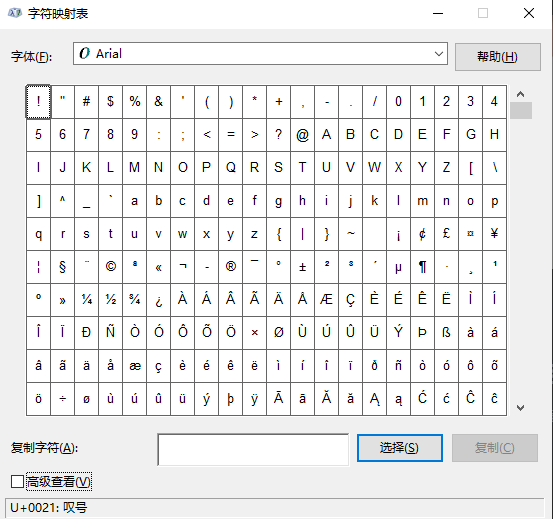 字符映射表
字体(F): Arial 帮助(H)
! " # $ % & ' ( ) * + , - . / 0 1 2 3 4
5 6 7 8 9 : ; < = > ? @ A B C D E F G H
I J K L M N O P Q R S T U V W X Y Z [ \
] ^ _ ` a b c d e f g h i j k l m n o p
q r s t u v w x y z { | } ~ ¡ ¢ £ ¤ ¥
¦ § ¨ © ª « ¬ - ® ¯ ° ± ² ³ ´ µ ¶ · ¸ ¹
º » ¼ ½ ¾ ¿ À Á Â Ã Ä Å Æ Ç È É Ê Ë Ì Í
Î Ï Ð Ñ Ò Ó Ô Õ Ö × Ø Ù Ú Û Ü Ý Þ ß à á
â ã ä å æ ç è é ê ë ì í î ï ð ñ ò ó ô õ
ö ÷ ø ù ú û ü ý þ ÿ Ā ā Ă ă Ą ą Ć ć Ĉ ĉ
复制字符(A): 选择(S) 复制(C)
高级查看(V)
U+0021: 叹号